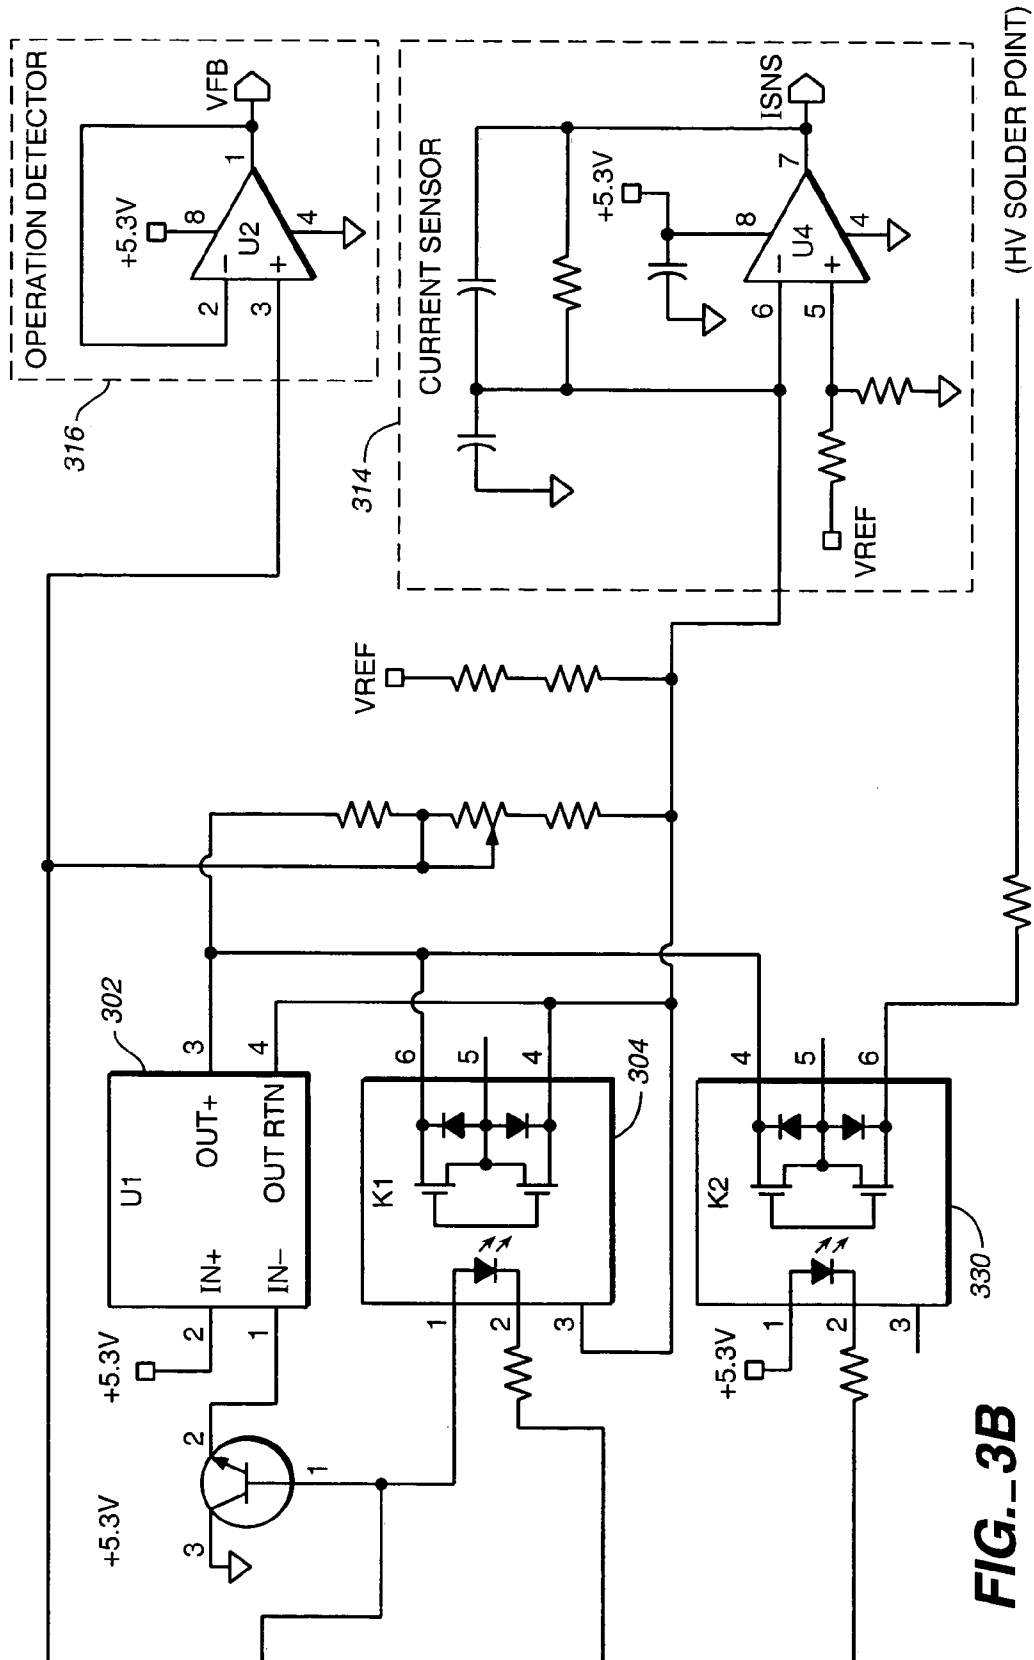 OPERATION DETECTOR
316
+5.3V
8
2
U2
−
+
3
4
1
VFB
CURRENT SENSOR
314
+5.3V
8
6
U4
−
+
5
4
7
ISNS
VREF
VREF
302
U1
IN+
IN−
OUT+
OUT RTN
2
1
3
4
+5.3V
+5.3V
3
2
1
K1
1
2
3
6
5
4
304
K2
+5.3V
1
2
3
4
5
6
330
(HV SOLDER POINT)
FIG._3B